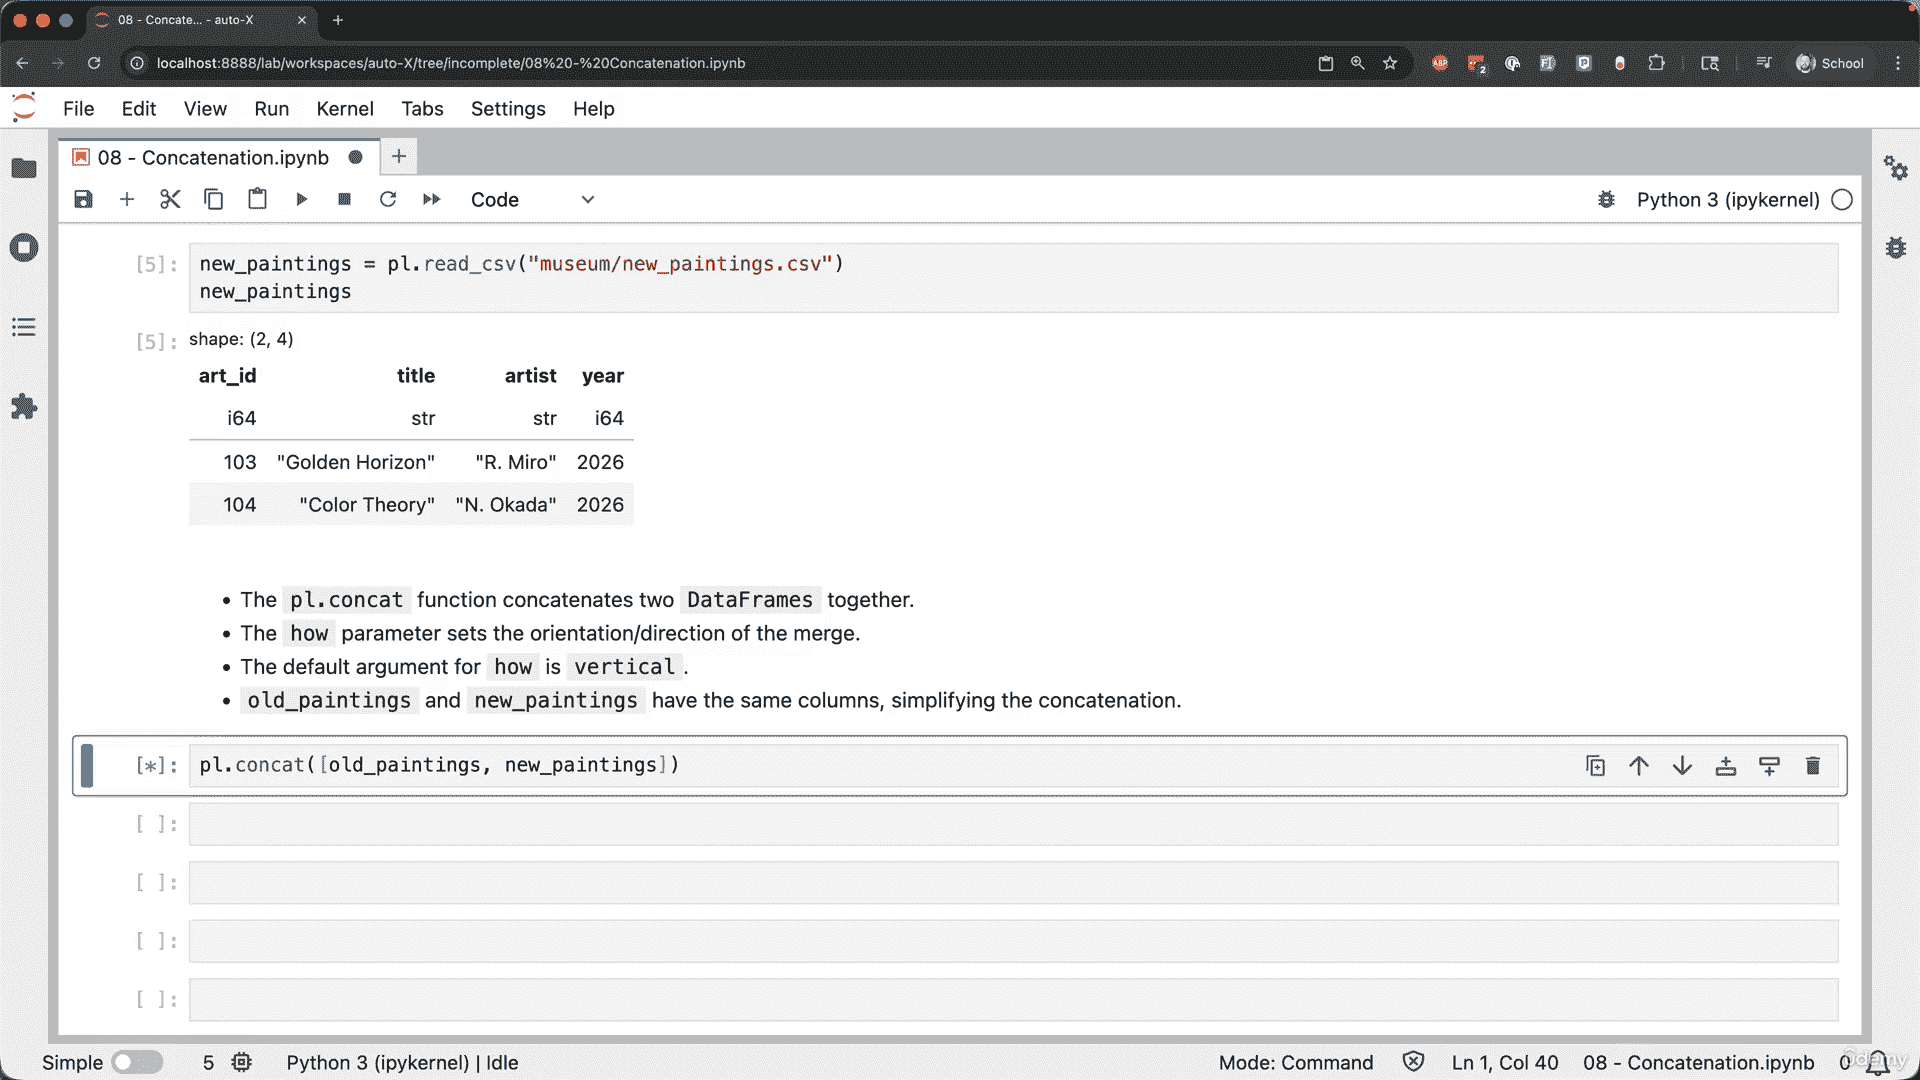 08 - Concate... - auto-X
localhost:8888/lab/workspaces/auto-X/tree/incomplete/08%20-%20Concatenation.ipynb
ABP
2
School
File Edit View Run Kernel Tabs Settings Help
08 - Concatenation.ipynb
Code
Python 3 (ipykernel)
[5]: new_paintings = pl.read_csv("museum/new_paintings.csv")
new_paintings
[5]: shape: (2, 4)
art_id title artist year
i64 str str i64
103 "Golden Horizon" "R. Miro" 2026
104 "Color Theory" "N. Okada" 2026
• The pl.concat function concatenates two DataFrames together.
• The how parameter sets the orientation/direction of the merge.
• The default argument for how is vertical.
• old_paintings and new_paintings have the same columns, simplifying the concatenation.
[*]: pl.concat([old_paintings, new_paintings])
[ ]:
[ ]:
[ ]:
[ ]:
Simple 5 Python 3 (ipykernel) | Idle Mode: Command Ln 1, Col 40 08 - Concatenation.ipynb 0
udemy